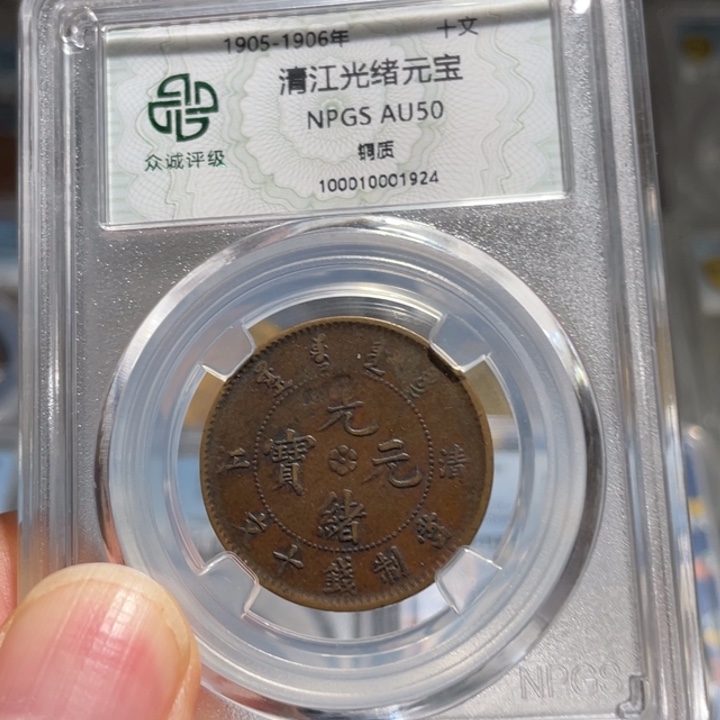 1905-1906年 十文
清江光绪元宝
NPGS AU50
铜质
100010001924
众诚评级
光緒元寶
清江
當制錢十文
NPGS